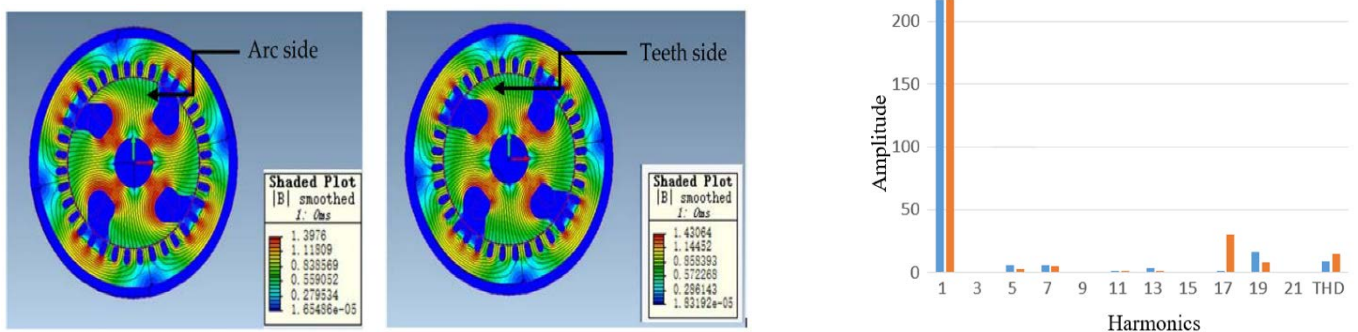 Arc side
Shaded Plot
|B| smoothed
1: 0ms
1.3976
1.11809
0.838569
0.559052
0.279534
1.65486e-05
Teeth side
Shaded Plot
|B| smoothed
1: 0ms
1.43064
1.14452
0.858393
0.572268
0.286143
1.83192e-05
Amplitude
200
150
100
50
0
1 3 5 7 9 11 13 15 17 19 21 THD
Harmonics